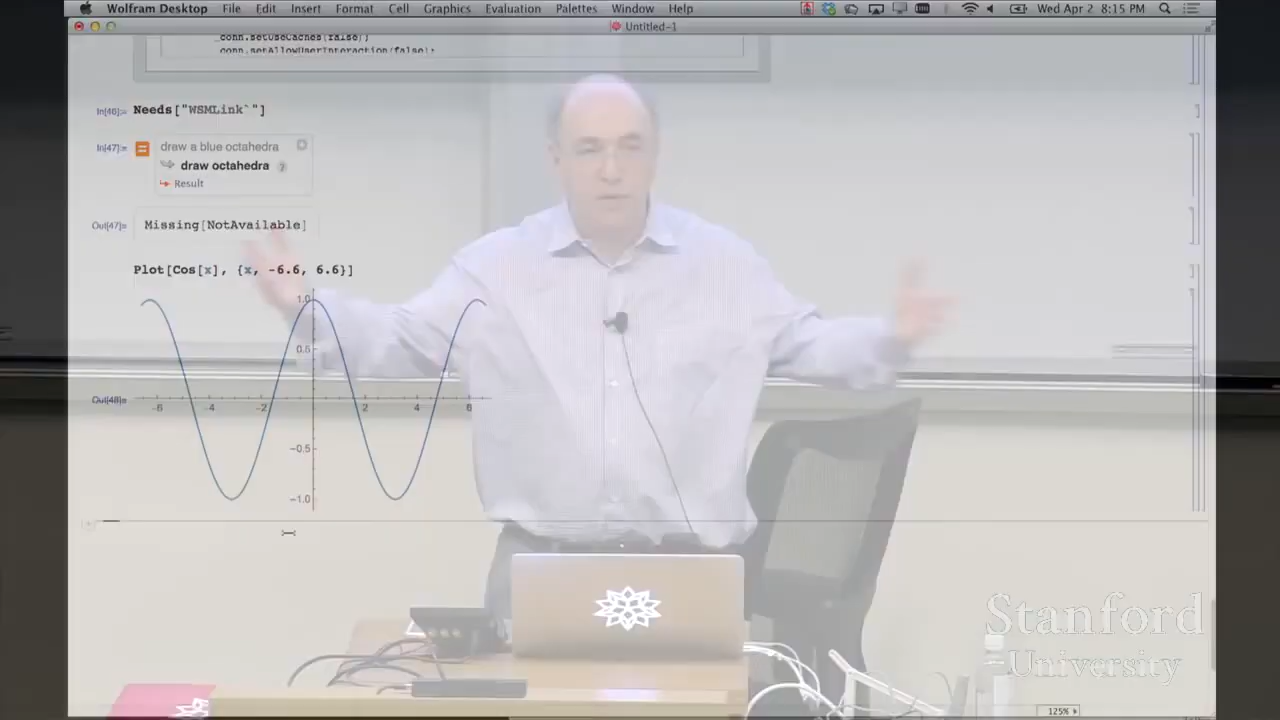 Wolfram Desktop File Edit Insert Format Cell Graphics Evaluation Palettes Window Help Wed Apr 2 8:15 PM
Untitled-1
_conn.setUseCaches(false);
_conn.setAllowUserInteraction(false);
In[46]:= Needs["WSMLink`"]
In[47]:= draw a blue octahedra
draw octahedra ?
Result
Out[47]= Missing[NotAvailable]
Plot[Cos[x], {x, -6.6, 6.6}]
1.0
0.5
Out[48]= -6 -4 -2 2 4 6
-0.5
-1.0
Stanford
University
125%